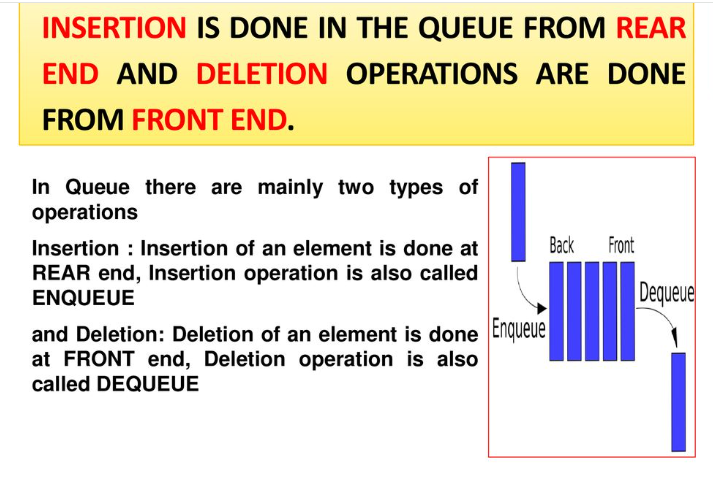 INSERTION IS DONE IN THE QUEUE FROM REAR
END AND DELETION OPERATIONS ARE DONE
FROM FRONT END.
In Queue there are mainly two types of
operations
Insertion : Insertion of an element is done at
REAR end, Insertion operation is also called
ENQUEUE
and Deletion: Deletion of an element is done
at FRONT end, Deletion operation is also
called DEQUEUE
Back Front
Dequeue
Enqueue